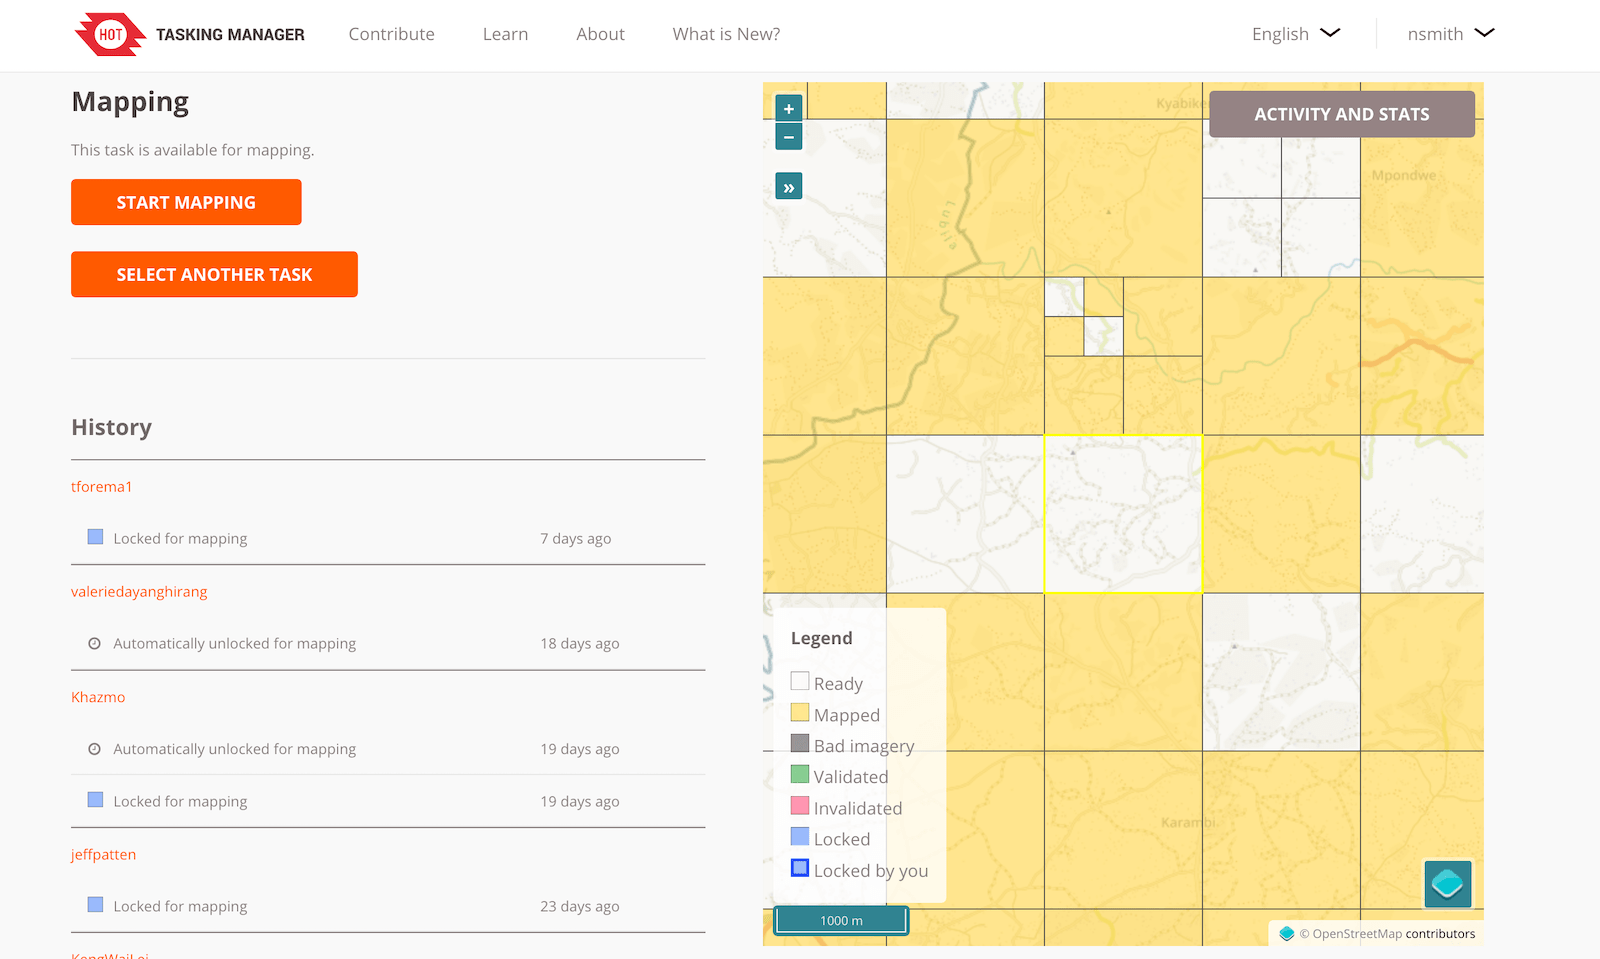 HOT TASKING MANAGER Contribute Learn About What is New? English nsmith
Mapping
This task is available for mapping.
START MAPPING
SELECT ANOTHER TASK
History
tforema1
Locked for mapping 7 days ago
valeriedayanghirang
Automatically unlocked for mapping 18 days ago
Khazmo
Automatically unlocked for mapping 19 days ago
Locked for mapping 19 days ago
jeffpatten
Locked for mapping 23 days ago
+
−
»
ACTIVITY AND STATS
Mpondwe
Karambi
Legend
Ready
Mapped
Bad imagery
Validated
Invalidated
Locked
Locked by you
1000 m
© OpenStreetMap contributors